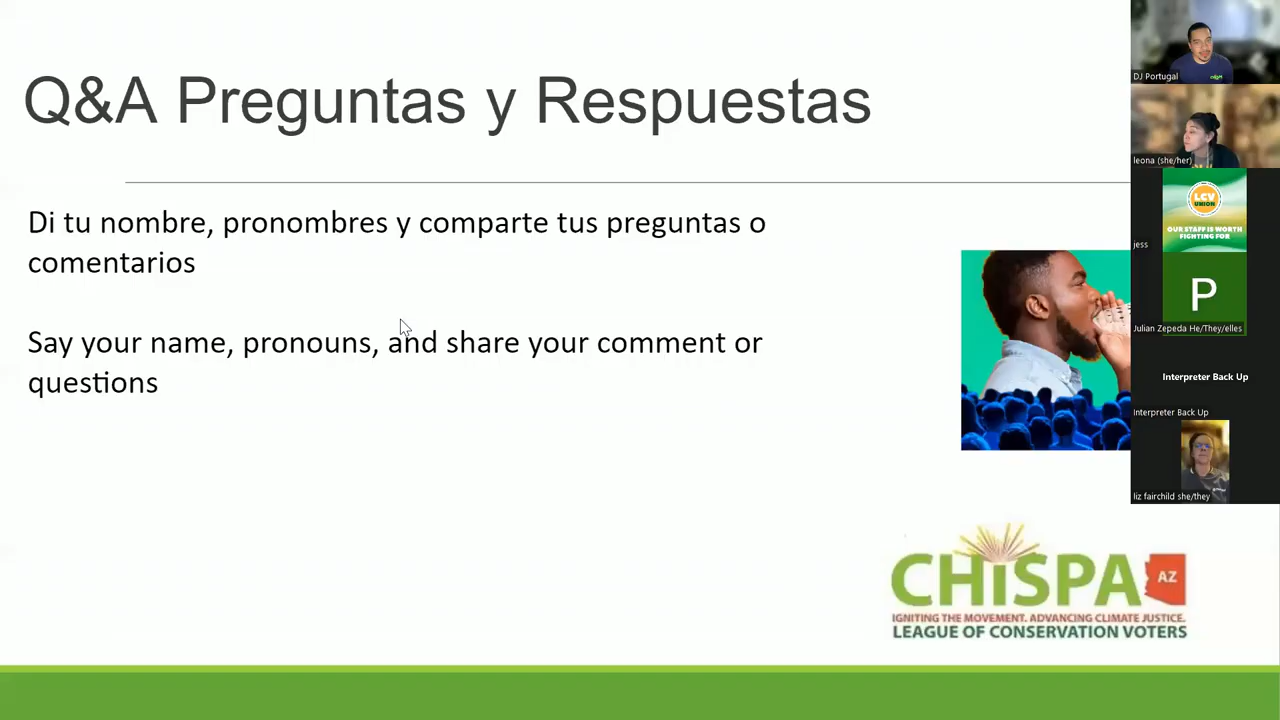 Q&A Preguntas y Respuestas
Di tu nombre, pronombres y comparte tus preguntas o
comentarios
Say your name, pronouns, and share your comment or
questions
DJ Portugal
leona (she/her)
LCV
UNION
OUR STAFF IS WORTH
FIGHTING FOR
jess
P
Julian Zepeda He/They/elles
Interpreter Back Up
Interpreter Back Up
liz fairchild she/they
CHISPA
AZ
IGNITING THE MOVEMENT. ADVANCING CLIMATE JUSTICE.
LEAGUE OF CONSERVATION VOTERS